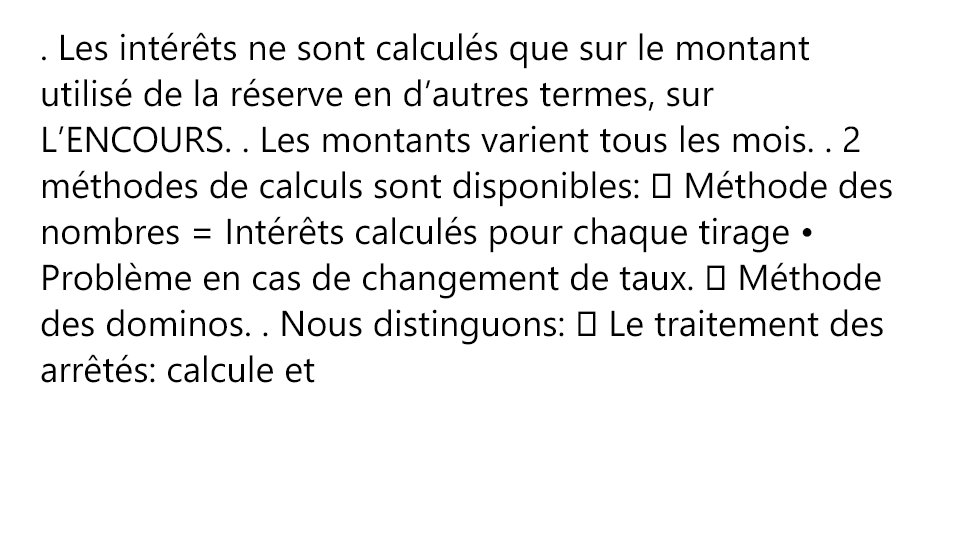 . Les intérêts ne sont calculés que sur le montant
utilisé de la réserve en d’autres termes, sur
L’ENCOURS. . Les montants varient tous les mois. . 2
méthodes de calculs sont disponibles:  Méthode des
nombres = Intérêts calculés pour chaque tirage •
Problème en cas de changement de taux.  Méthode
des dominos. . Nous distinguons:  Le traitement des
arrêtés: calcule et